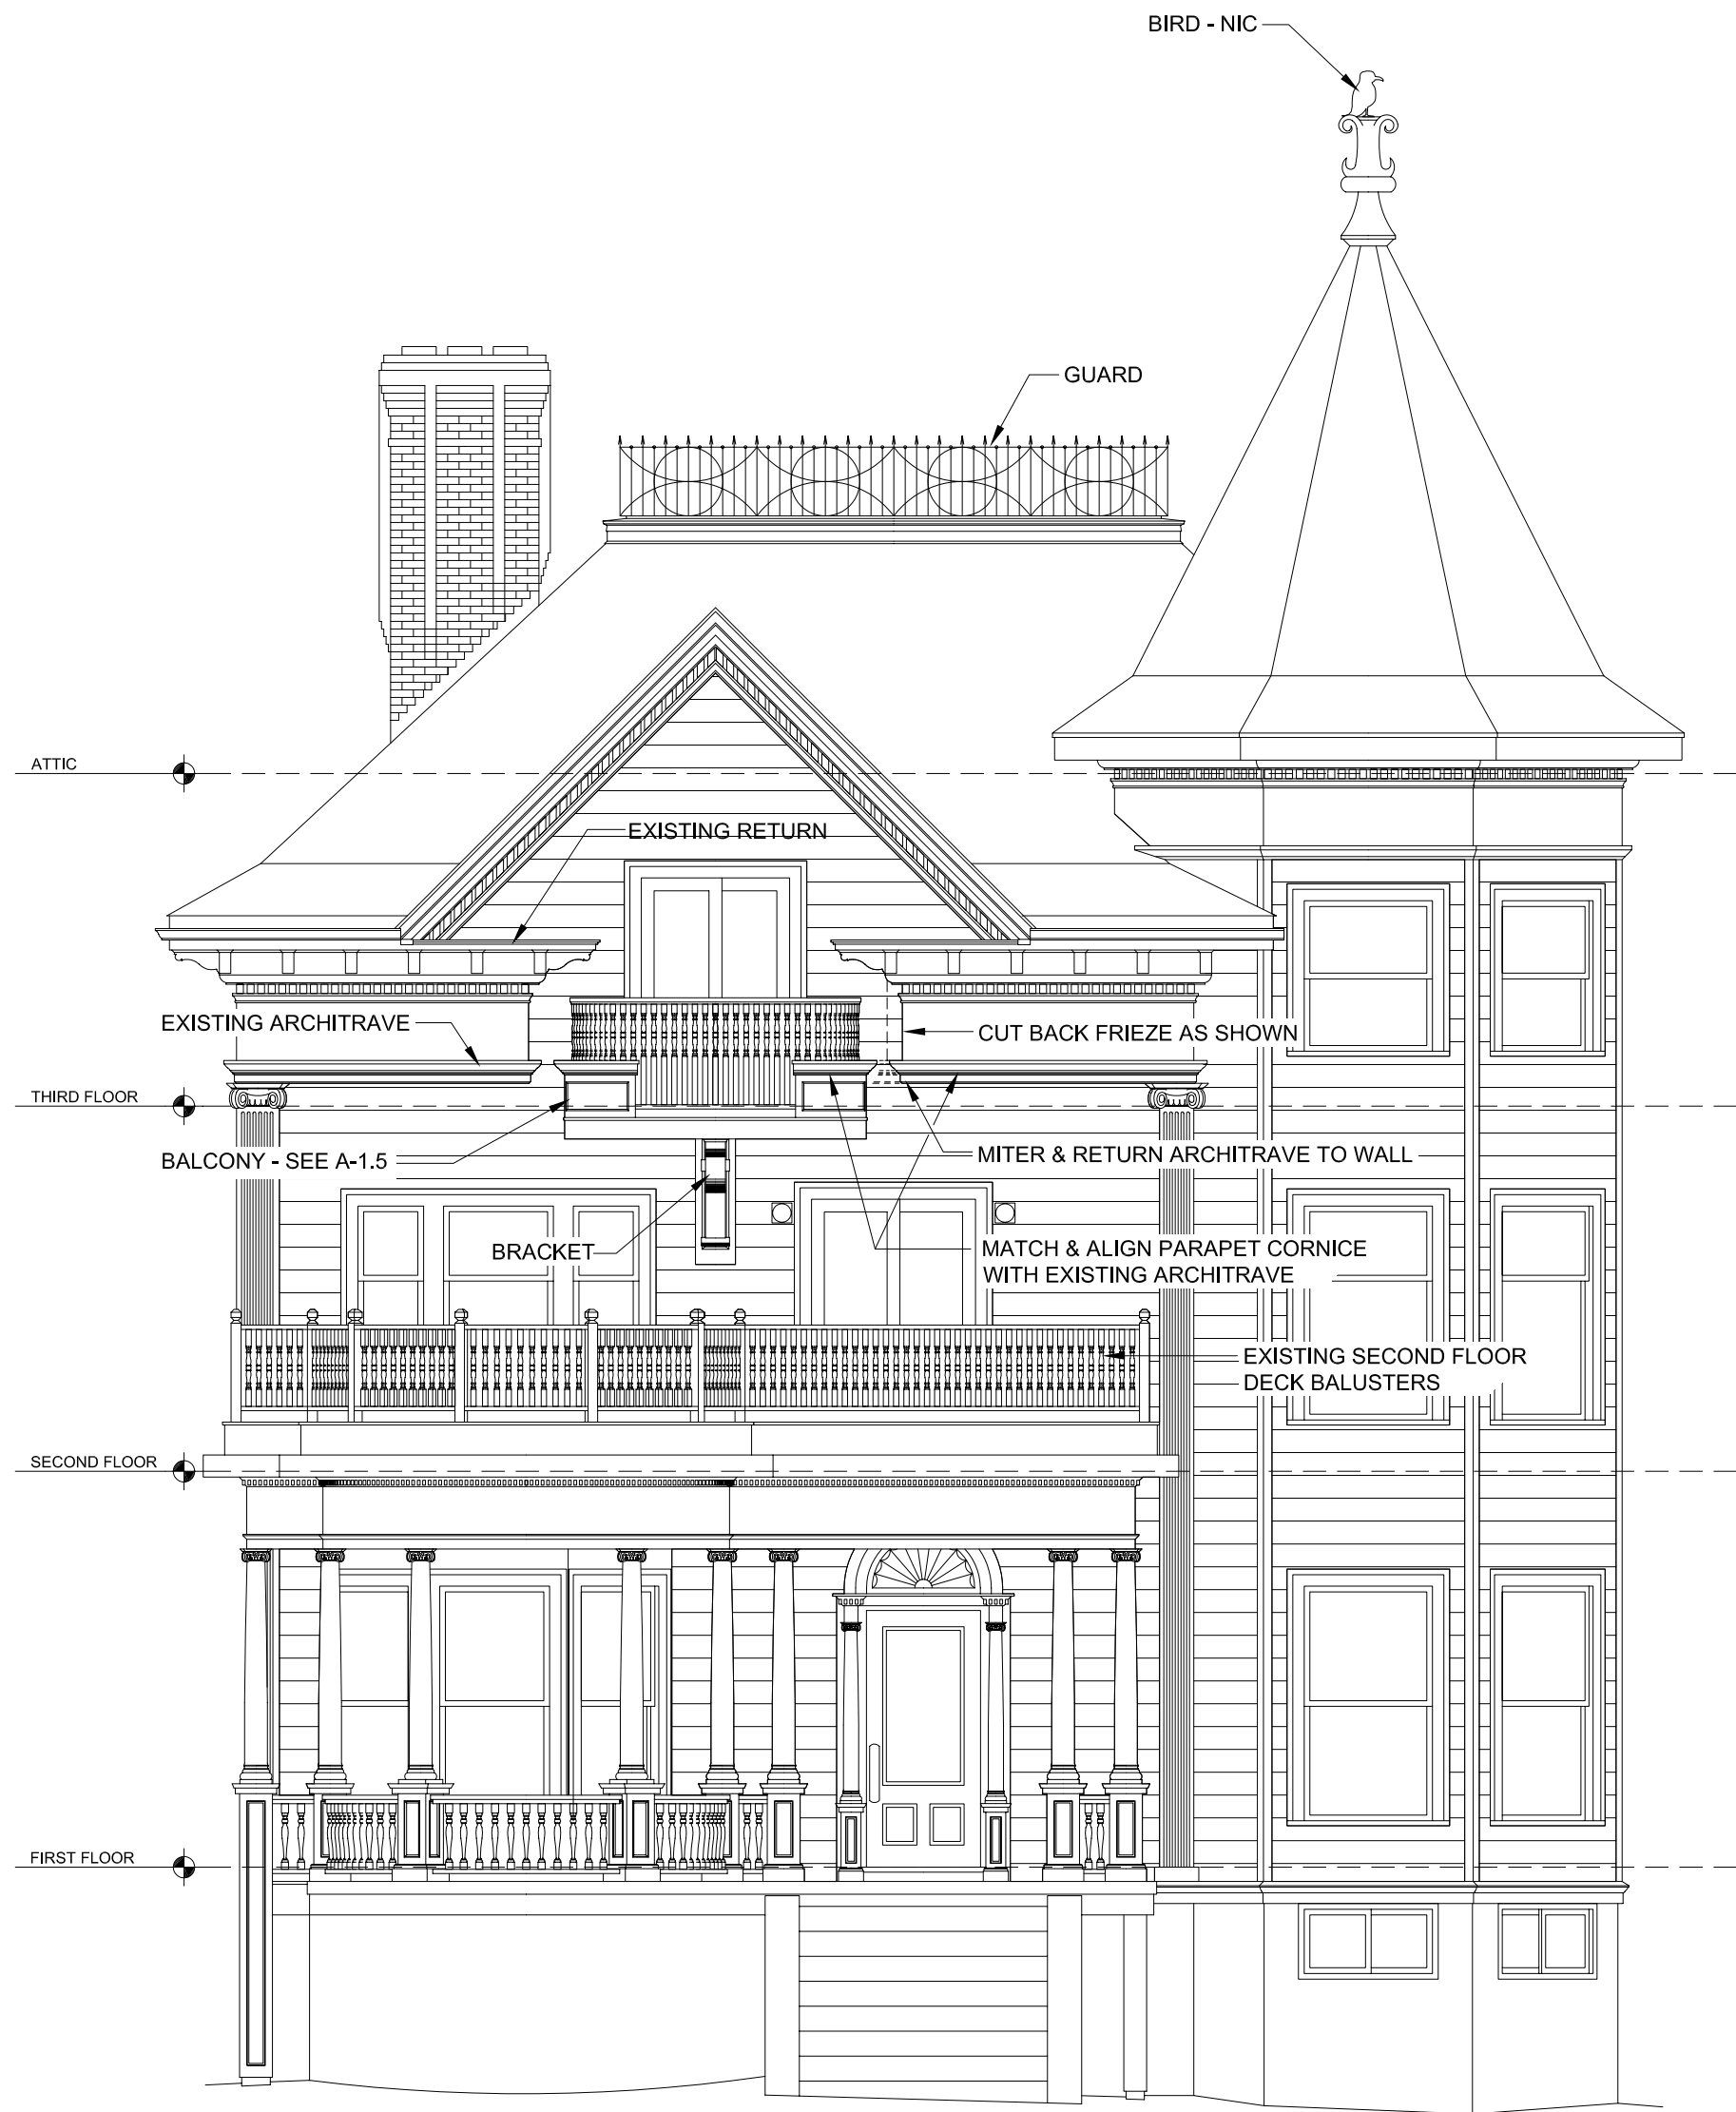 BIRD - NIC
GUARD
ATTIC
EXISTING RETURN
EXISTING ARCHITRAVE
CUT BACK FRIEZE AS SHOWN
THIRD FLOOR
BALCONY - SEE A-1.5
MITER & RETURN ARCHITRAVE TO WALL
BRACKET
MATCH & ALIGN PARAPET CORNICE
WITH EXISTING ARCHITRAVE
EXISTING SECOND FLOOR
DECK BALUSTERS
SECOND FLOOR
FIRST FLOOR